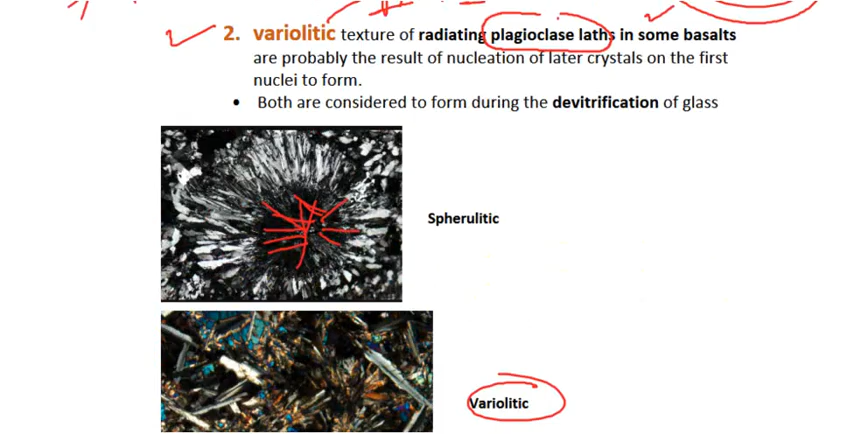 2. variolitic texture of radiating plagioclase laths in some basalts
are probably the result of nucleation of later crystals on the first
nuclei to form.
• Both are considered to form during the devitrification of glass
Spherulitic
Variolitic